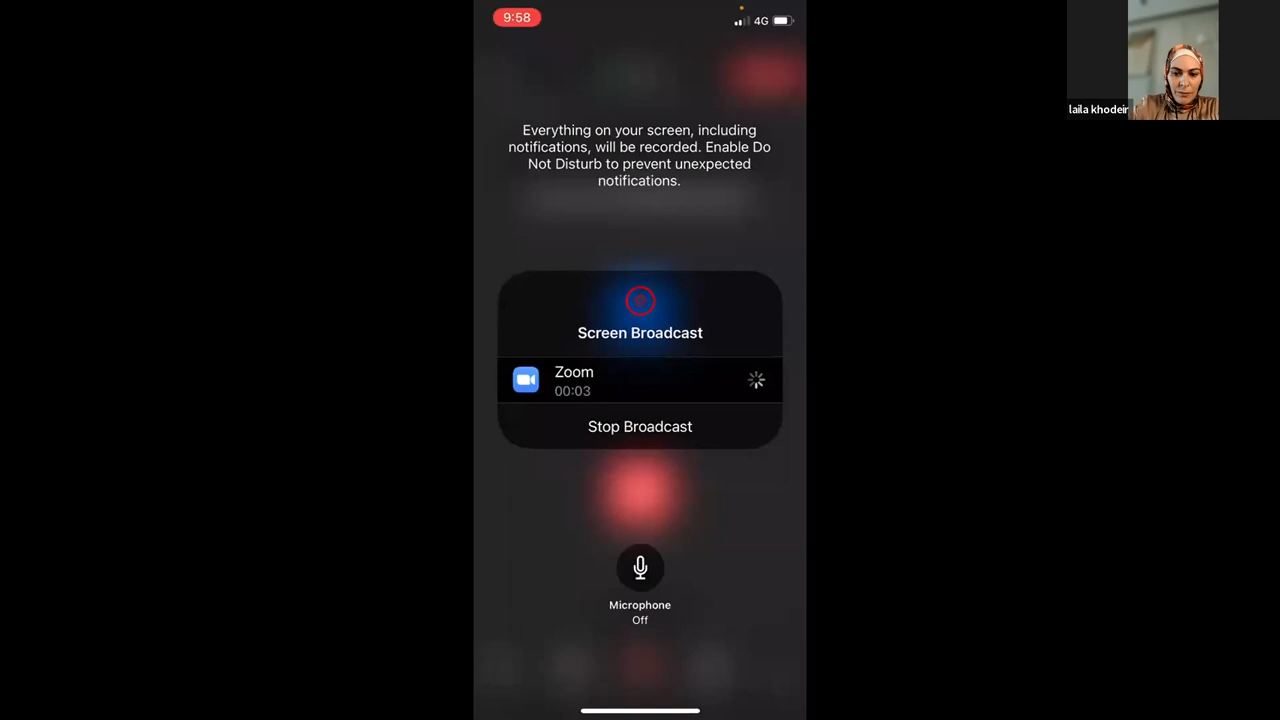 9:58
4G
laila khodeir
Everything on your screen, including
notifications, will be recorded. Enable Do
Not Disturb to prevent unexpected
notifications.
Screen Broadcast
Zoom
00:03
Stop Broadcast
Microphone
Off